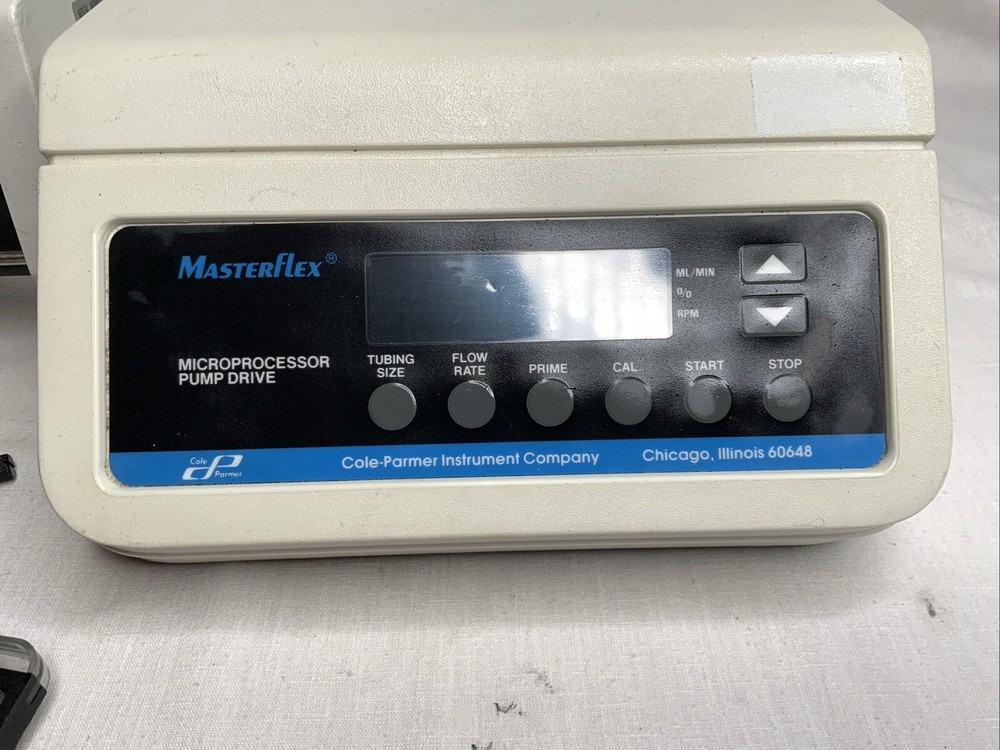 MASTERFLEX®
ML/MIN
%
RPM
MICROPROCESSOR
PUMP DRIVE
TUBING
SIZE
FLOW
RATE
PRIME
CAL.
START
STOP
Cole
Parmer
Cole-Parmer Instrument Company
Chicago, Illinois 60648